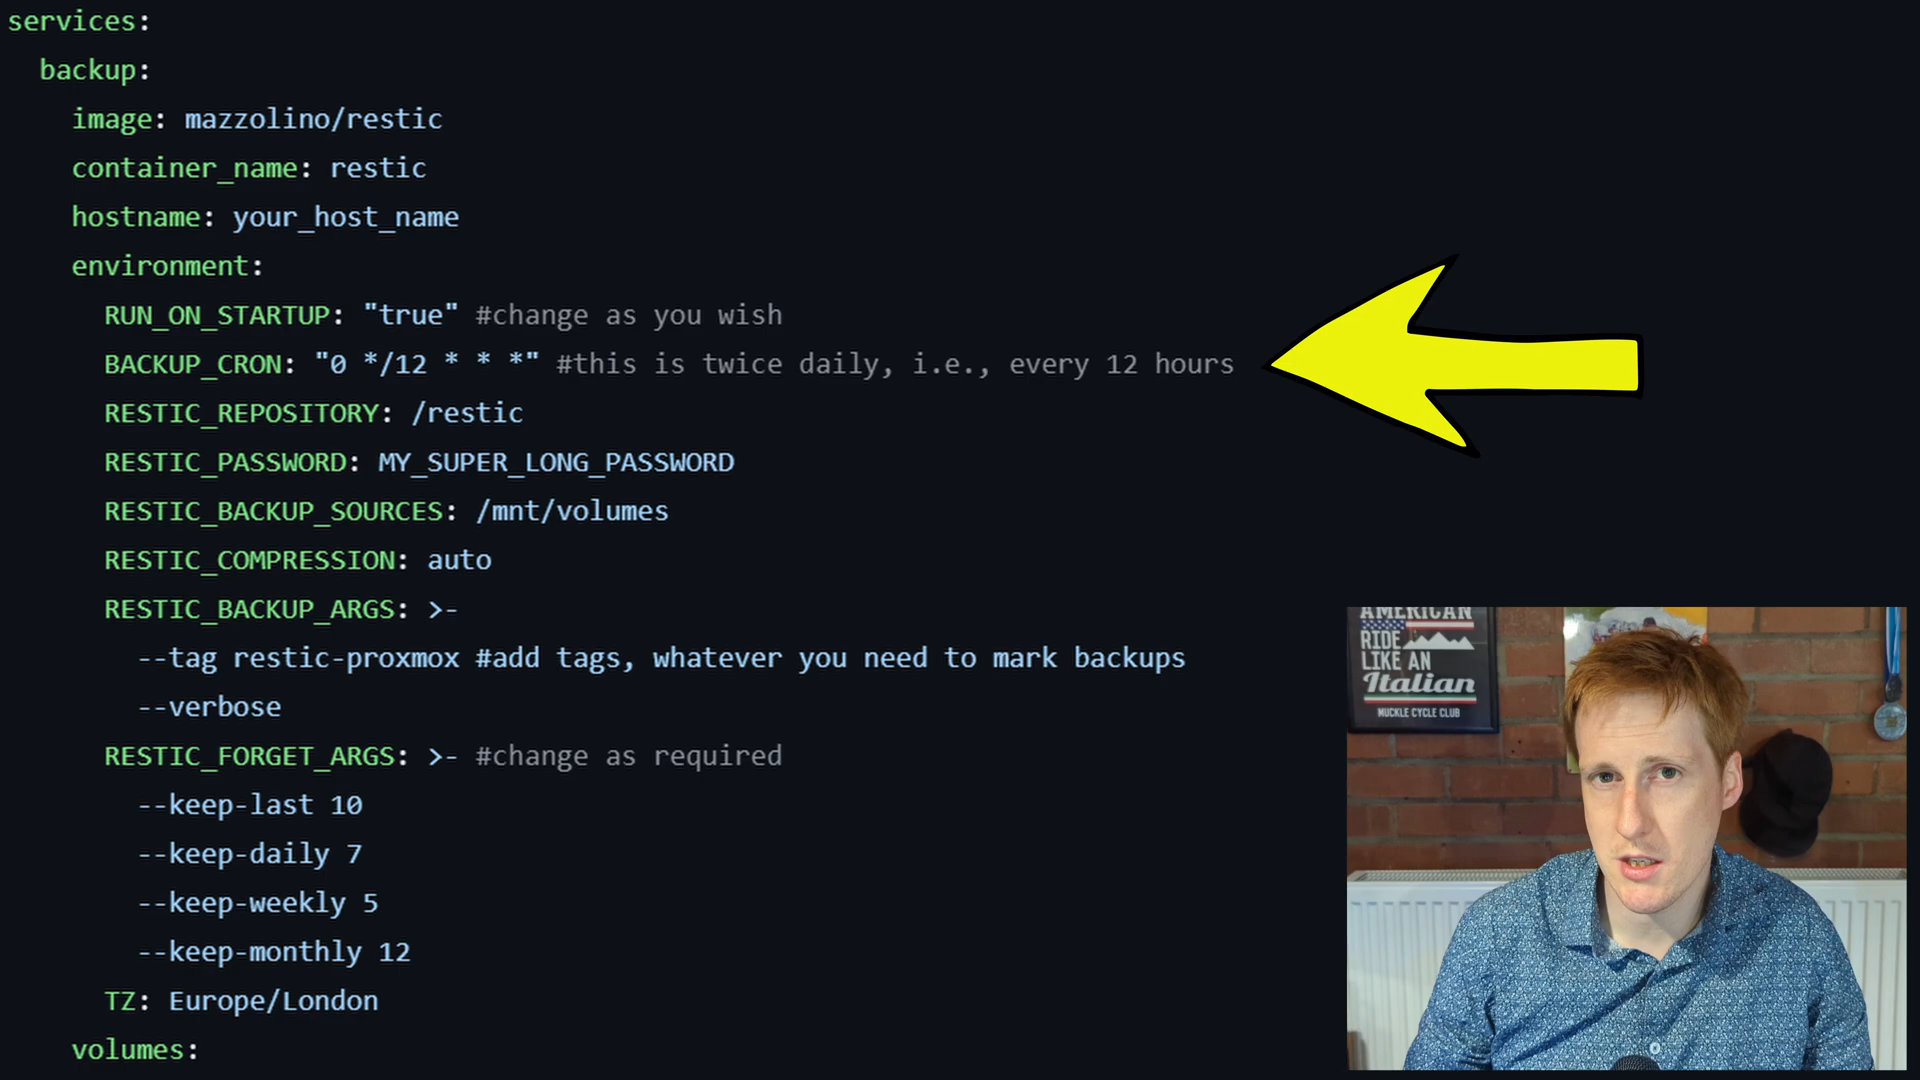 services:
backup:
image: mazzolino/restic
container_name: restic
hostname: your_host_name
environment:
RUN_ON_STARTUP: "true" #change as you wish
BACKUP_CRON: "0 */12 * * *" #this is twice daily, i.e., every 12 hours
RESTIC_REPOSITORY: /restic
RESTIC_PASSWORD: MY_SUPER_LONG_PASSWORD
RESTIC_BACKUP_SOURCES: /mnt/volumes
RESTIC_COMPRESSION: auto
RESTIC_BACKUP_ARGS: >-
--tag restic-proxmox #add tags, whatever you need to mark backups
--verbose
RESTIC_FORGET_ARGS: >- #change as required
--keep-last 10
--keep-daily 7
--keep-weekly 5
--keep-monthly 12
TZ: Europe/London
volumes:
AMERICAN
RIDE
LIKE AN
Italian
MUCKLE CYCLE CLUB